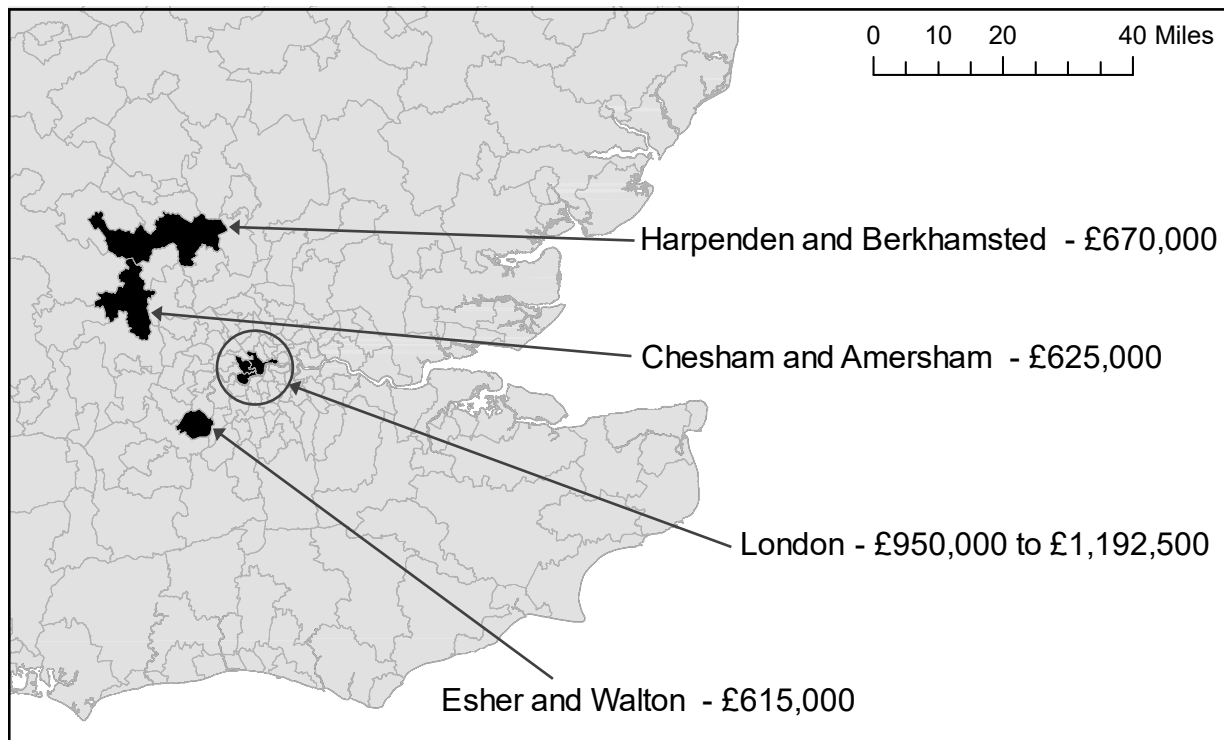 0 10 20 40 Miles
Harpenden and Berkhamsted - £670,000
Chesham and Amersham - £625,000
London - £950,000 to £1,192,500
Esher and Walton - £615,000